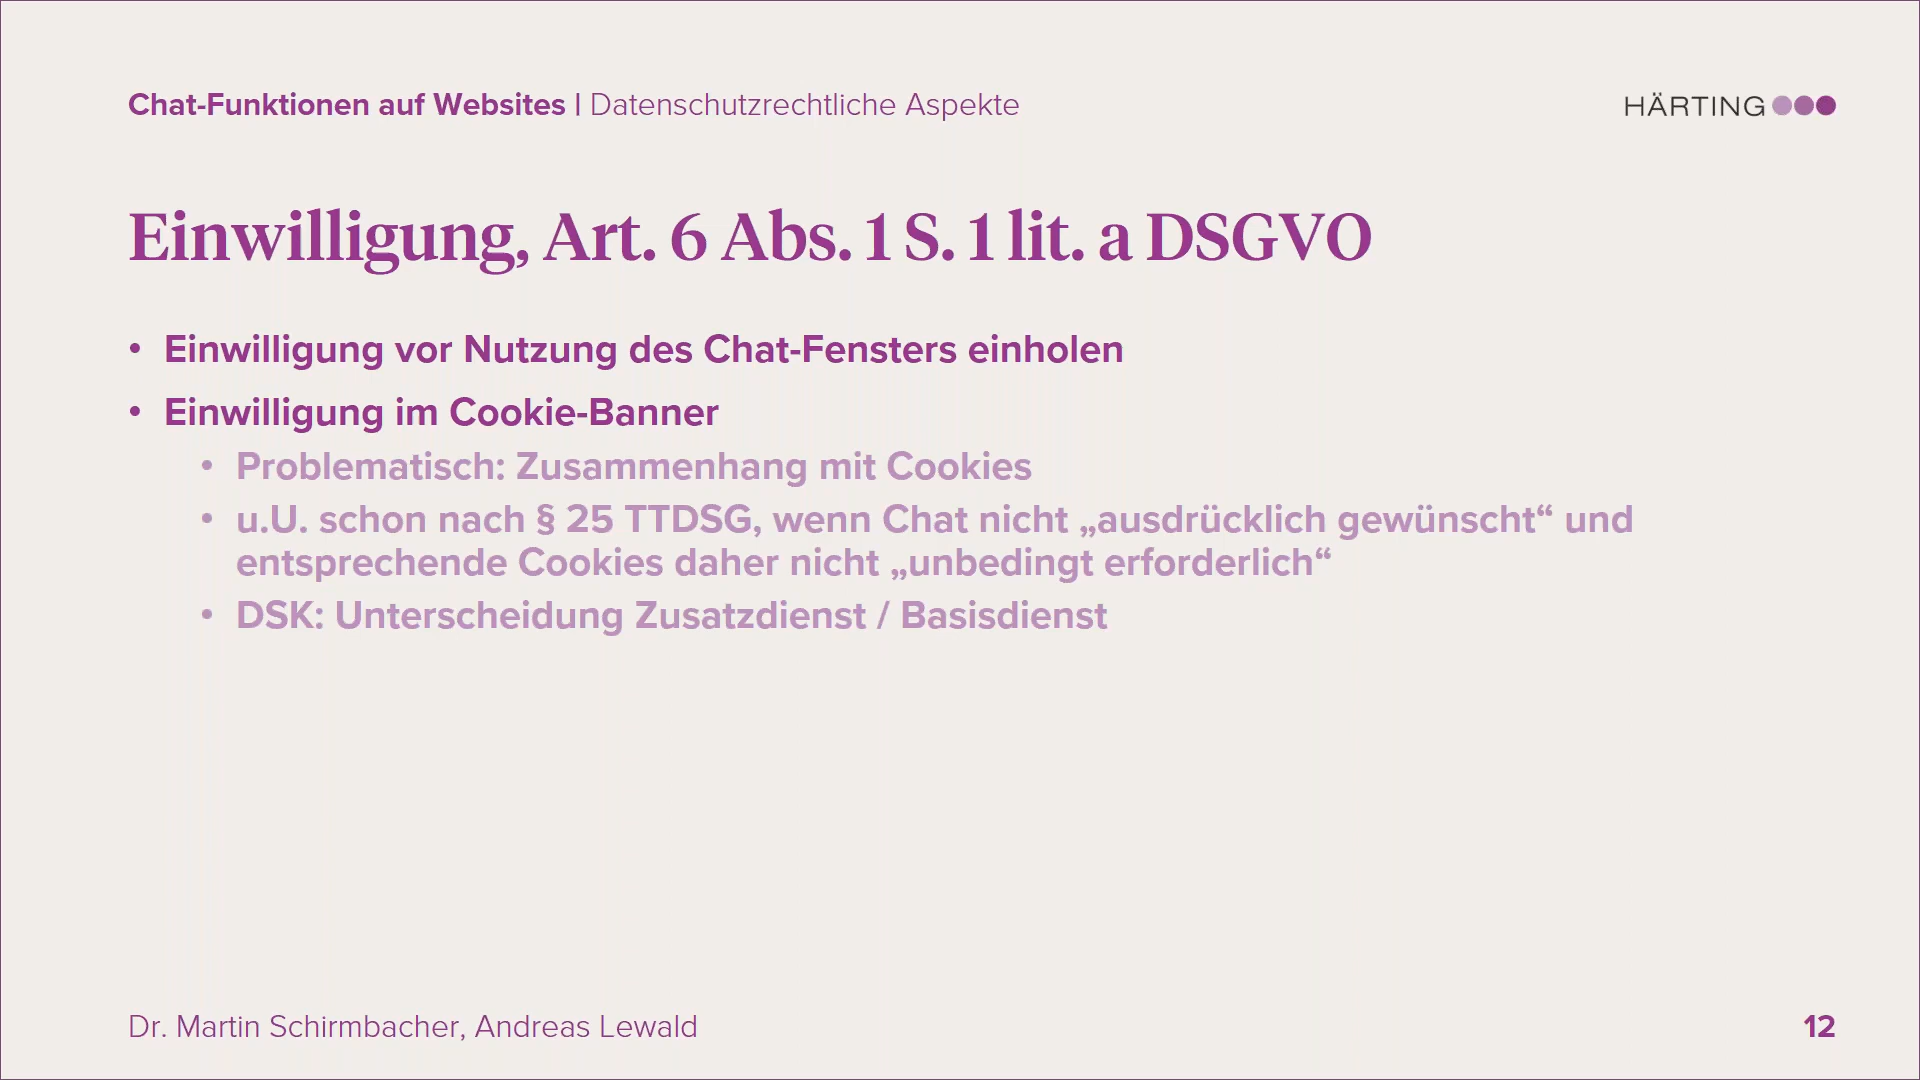 Chat-Funktionen auf Websites | Datenschutzrechtliche Aspekte
HÄRTING
Einwilligung, Art. 6 Abs. 1 S. 1 lit. a DSGVO
• Einwilligung vor Nutzung des Chat-Fensters einholen
• Einwilligung im Cookie-Banner
• Problematisch: Zusammenhang mit Cookies
• u.U. schon nach § 25 TTDSG, wenn Chat nicht „ausdrücklich gewünscht“ und
entsprechende Cookies daher nicht „unbedingt erforderlich“
• DSK: Unterscheidung Zusatzdienst / Basisdienst
Dr. Martin Schirmbacher, Andreas Lewald
12